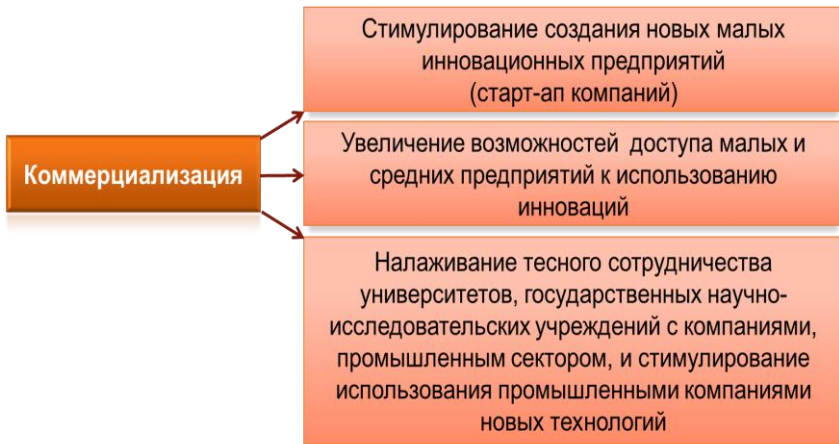 Стимулирование создания новых малых
инновационных предприятий
(старт-ап компаний)
Коммерциализация
Увеличение возможностей доступа малых и
средних предприятий к использованию
инноваций
Налаживание тесного сотрудничества
университетов, государственных научно-
исследовательских учреждений с компаниями,
промышленным сектором, и стимулирование
использования промышленными компаниями
новых технологий